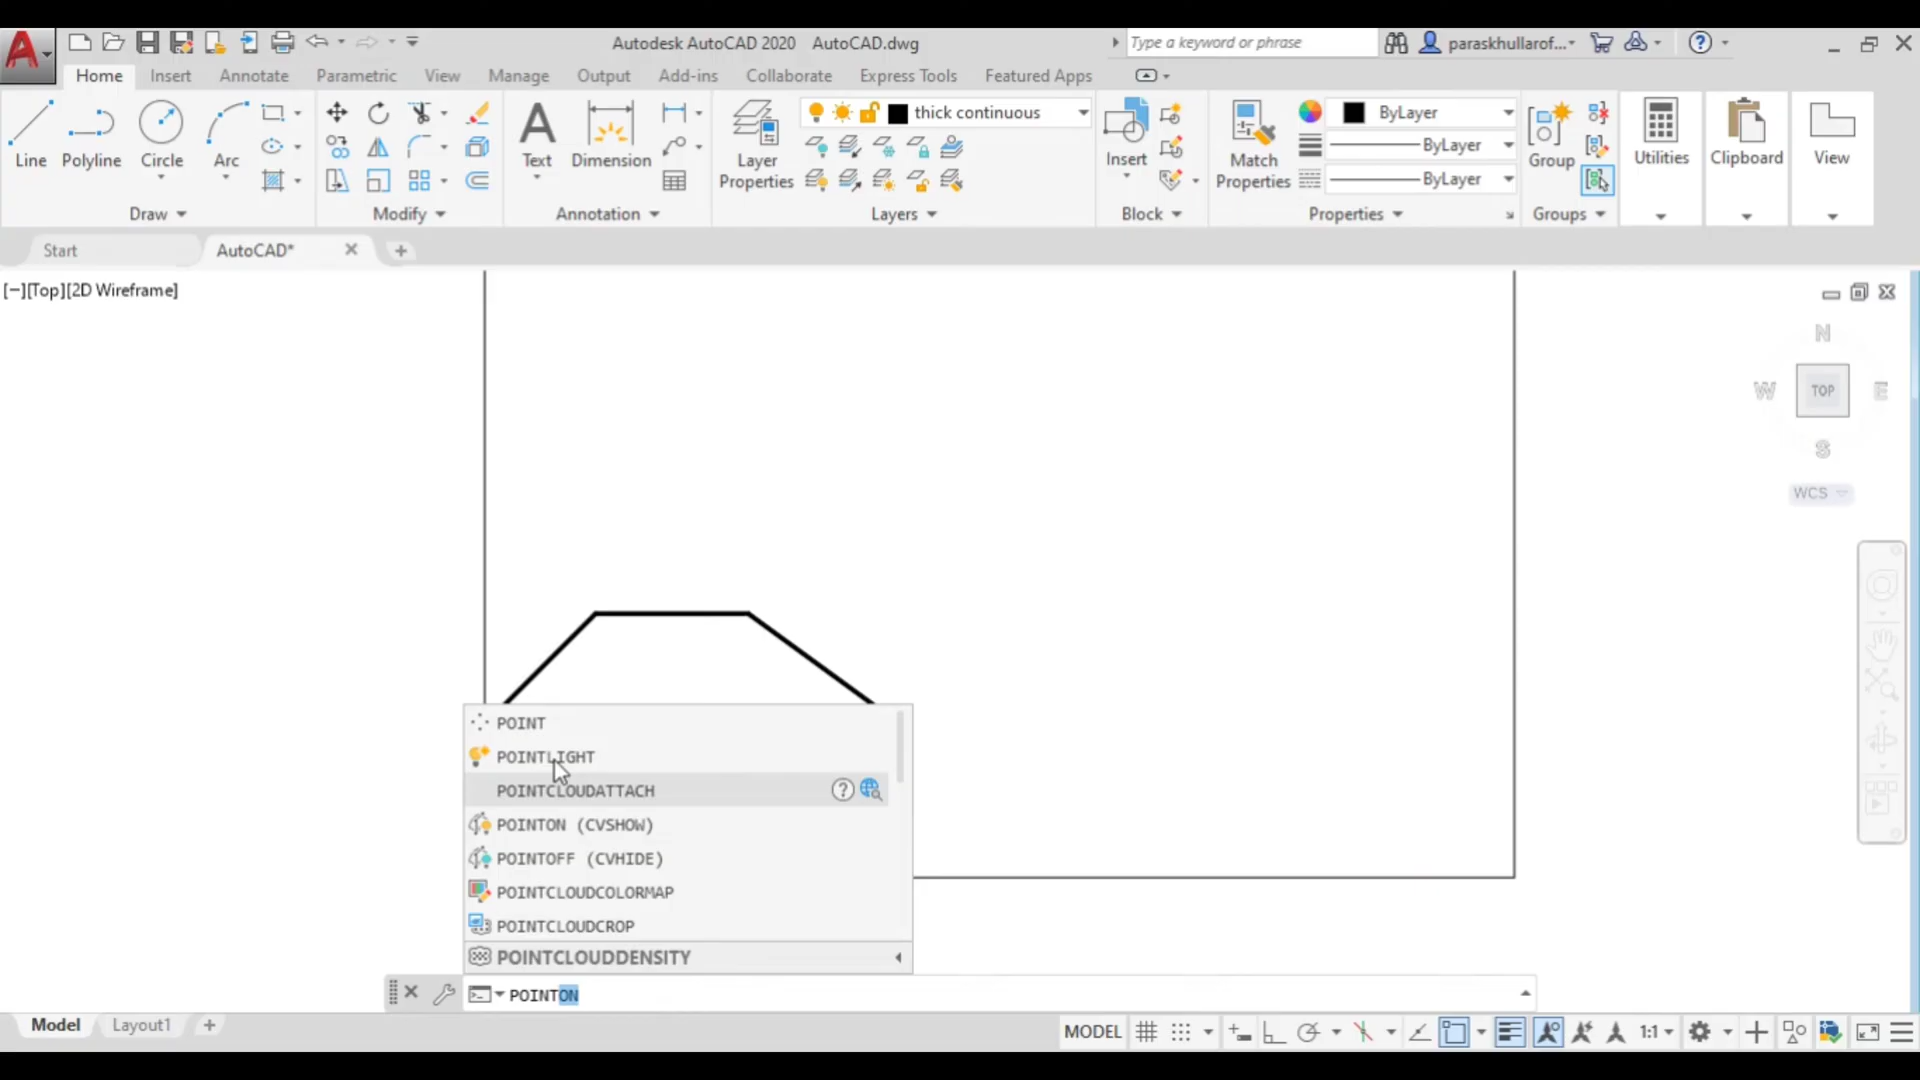 Autodesk AutoCAD 2020 AutoCAD.dwg
Type a keyword or phrase
paraskhullarof...
Home Insert Annotate Parametric View Manage Output Add-ins Collaborate Express Tools Featured Apps
Line Polyline Circle Arc
Text Dimension
Layer Properties
thick continuous
Insert
Match Properties
ByLayer
ByLayer
ByLayer
Group
Utilities
Clipboard
View
Draw Modify Annotation Layers Block Properties Groups
Start AutoCAD*
[−][Top][2D Wireframe]
N
W TOP E
S
WCS
POINT
POINTLIGHT
POINTCLOUDATTACH
POINTON (CVSHOW)
POINTOFF (CVHIDE)
POINTCLOUDCOLORMAP
POINTCLOUDCROP
POINTCLOUDDENSITY
POINTON
Model Layout1
MODEL 1:1